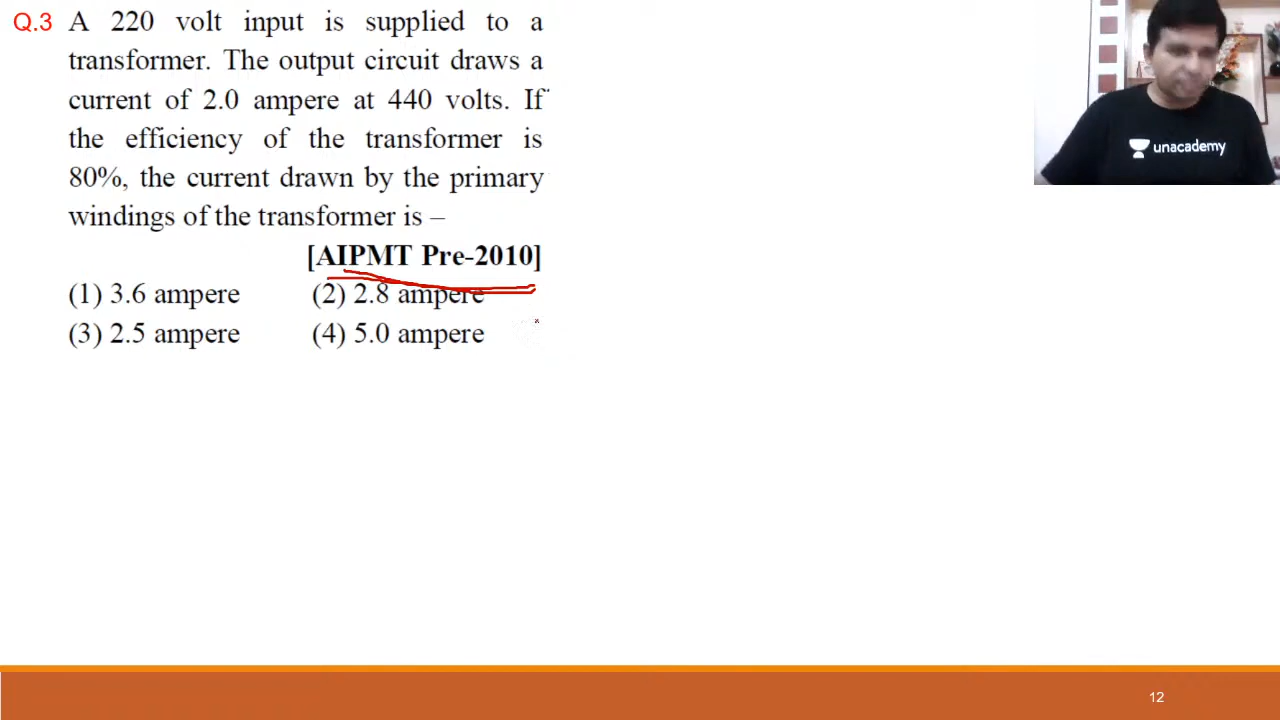 Q.3 A 220 volt input is supplied to a
transformer. The output circuit draws a
current of 2.0 ampere at 440 volts. If
the efficiency of the transformer is
80%, the current drawn by the primary
windings of the transformer is –
[AIPMT Pre-2010]
(1) 3.6 ampere (2) 2.8 ampere
(3) 2.5 ampere (4) 5.0 ampere
unacademy
12